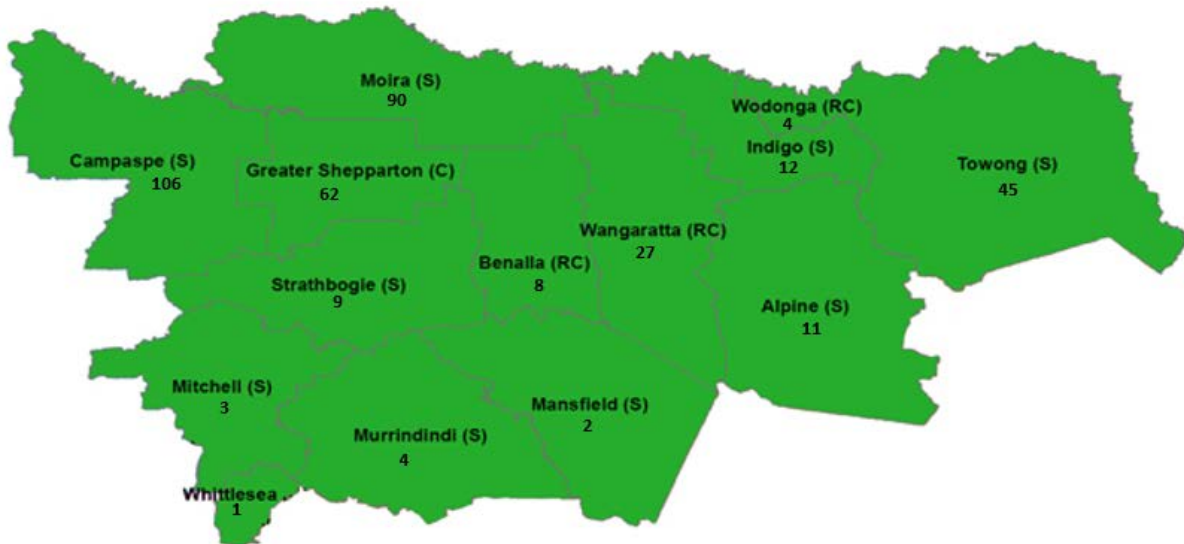 Moira (S)
90
Wodonga (RC)
4
Indigo (S)
12
Campaspe (S)
106
Greater Shepparton (C)
62
Towong (S)
45
Wangaratta (RC)
27
Benalla (RC)
8
Strathbogie (S)
9
Alpine (S)
11
Mitchell (S)
3
Mansfield (S)
2
Murrindindi (S)
4
Whittlesea
1